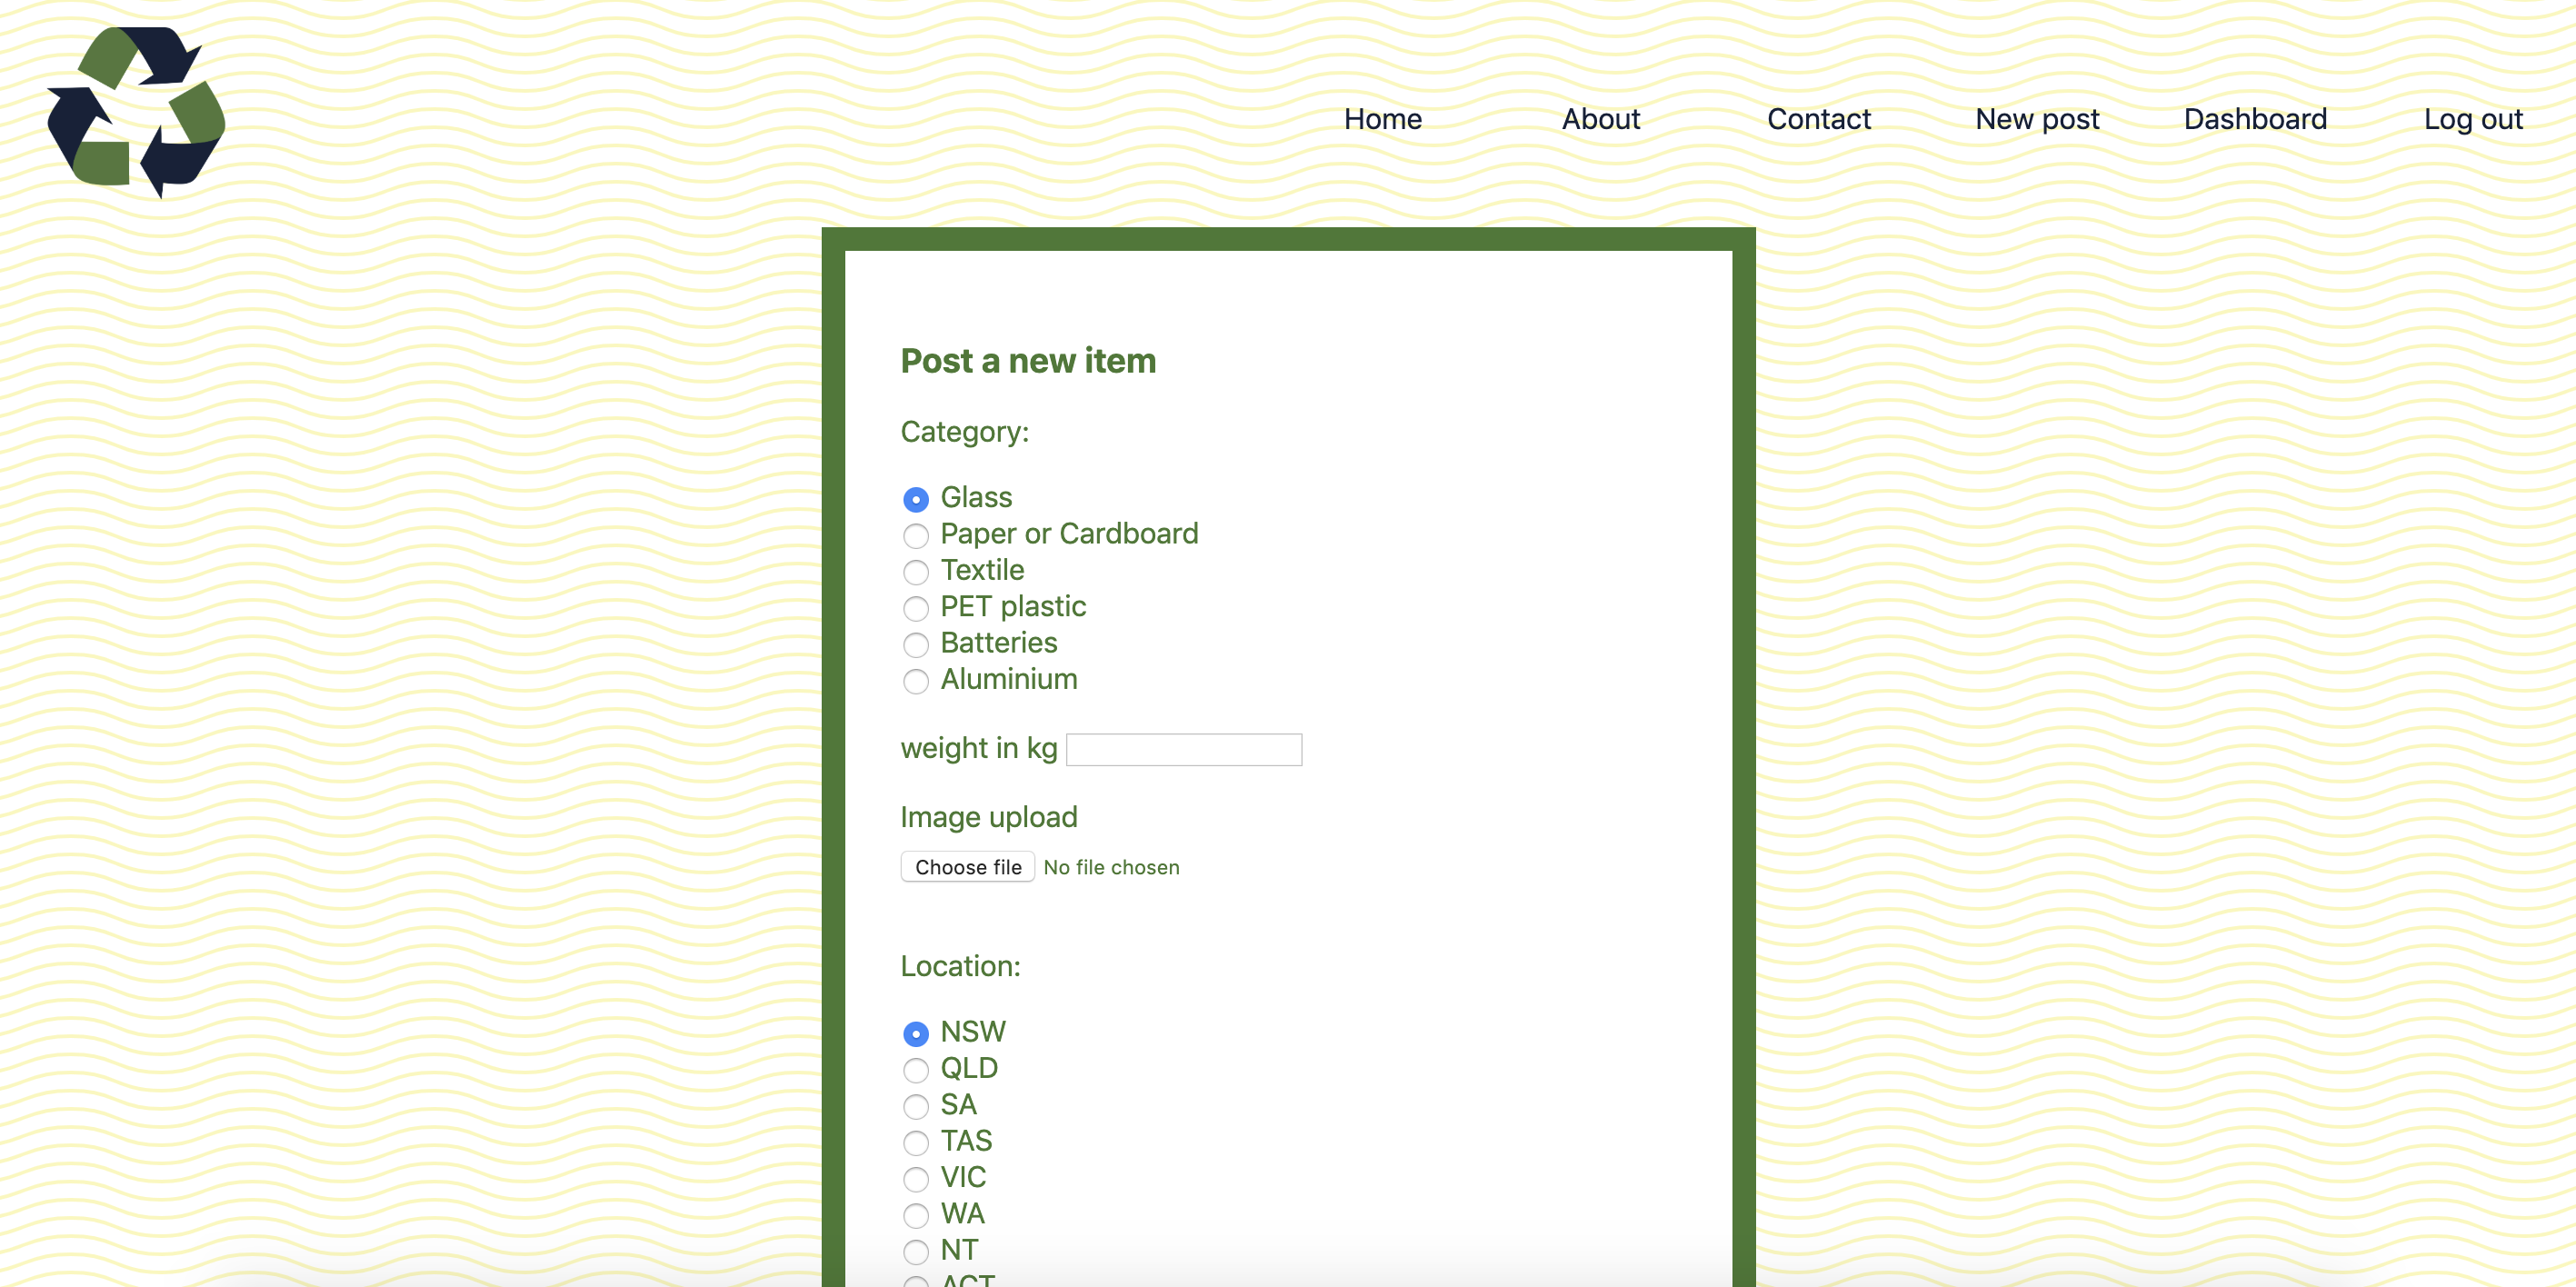 Home About Contact New post Dashboard Log out
Post a new item
Category:
Glass
Paper or Cardboard
Textile
PET plastic
Batteries
Aluminium
weight in kg
Image upload
Choose file No file chosen
Location:
NSW
QLD
SA
TAS
VIC
WA
NT
ACT